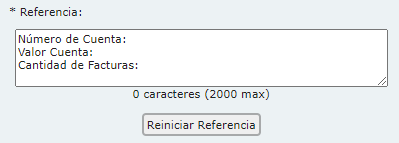 * Referencia:
Número de Cuenta:
Valor Cuenta:
Cantidad de Facturas:
0 caracteres (2000 max)
Reiniciar Referencia